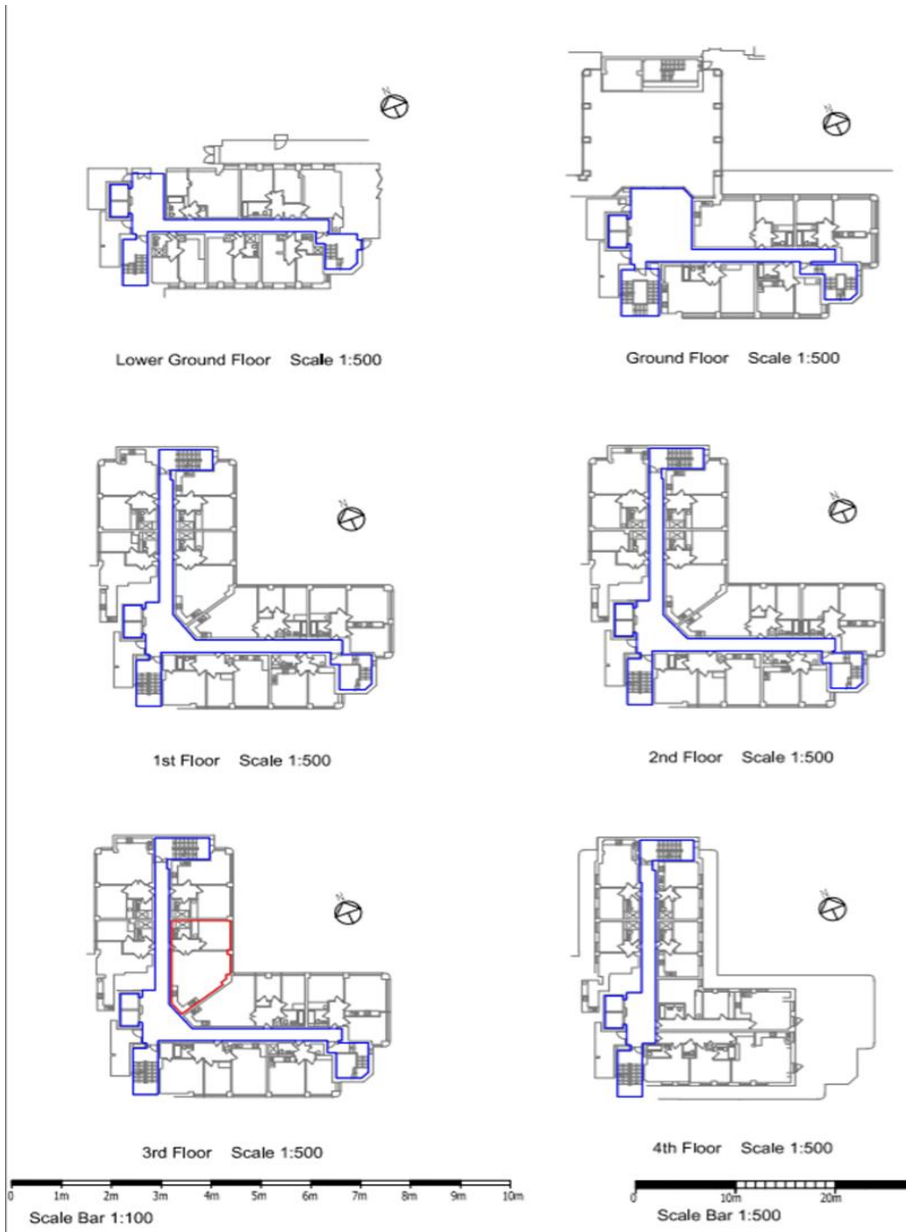 N
N
Lower Ground Floor Scale 1:500
Ground Floor Scale 1:500
N
N
1st Floor Scale 1:500
2nd Floor Scale 1:500
N
N
3rd Floor Scale 1:500
4th Floor Scale 1:500
0 1m 2m 3m 4m 5m 6m 7m 8m 9m 10m
Scale Bar 1:100
0 10m 20m
Scale Bar 1:500